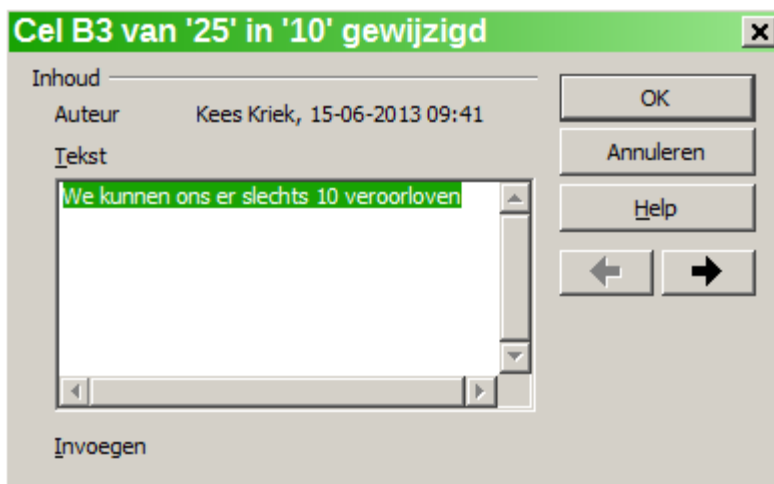 Cel B3 van '25' in '10' gewijzigd
Inhoud
Auteur Kees Kriek, 15-06-2013 09:41
Tekst
We kunnen ons er slechts 10 veroorloven
Invoegen
OK
Annuleren
Help